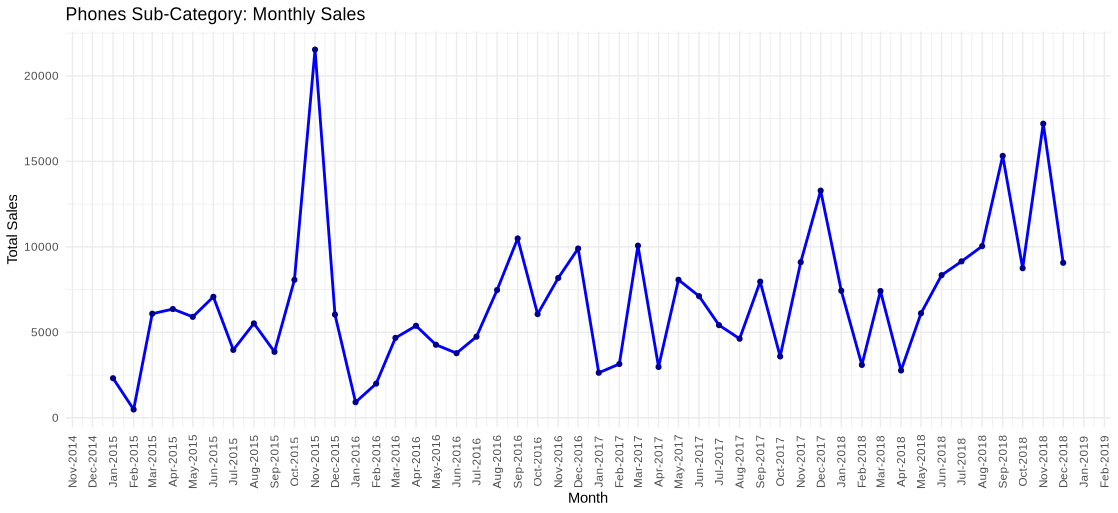 Phones Sub-Category: Monthly Sales
Total Sales
20000
15000
10000
5000
0
Nov-2014
Dec-2014
Jan-2015
Feb-2015
Mar-2015
Apr-2015
May-2015
Jun-2015
Jul-2015
Aug-2015
Sep-2015
Oct-2015
Nov-2015
Dec-2015
Jan-2016
Feb-2016
Mar-2016
Apr-2016
May-2016
Jun-2016
Jul-2016
Aug-2016
Sep-2016
Oct-2016
Nov-2016
Dec-2016
Jan-2017
Feb-2017
Mar-2017
Apr-2017
May-2017
Jun-2017
Jul-2017
Aug-2017
Sep-2017
Oct-2017
Nov-2017
Dec-2017
Jan-2018
Feb-2018
Mar-2018
Apr-2018
May-2018
Jun-2018
Jul-2018
Aug-2018
Sep-2018
Oct-2018
Nov-2018
Dec-2018
Jan-2019
Feb-2019
Month